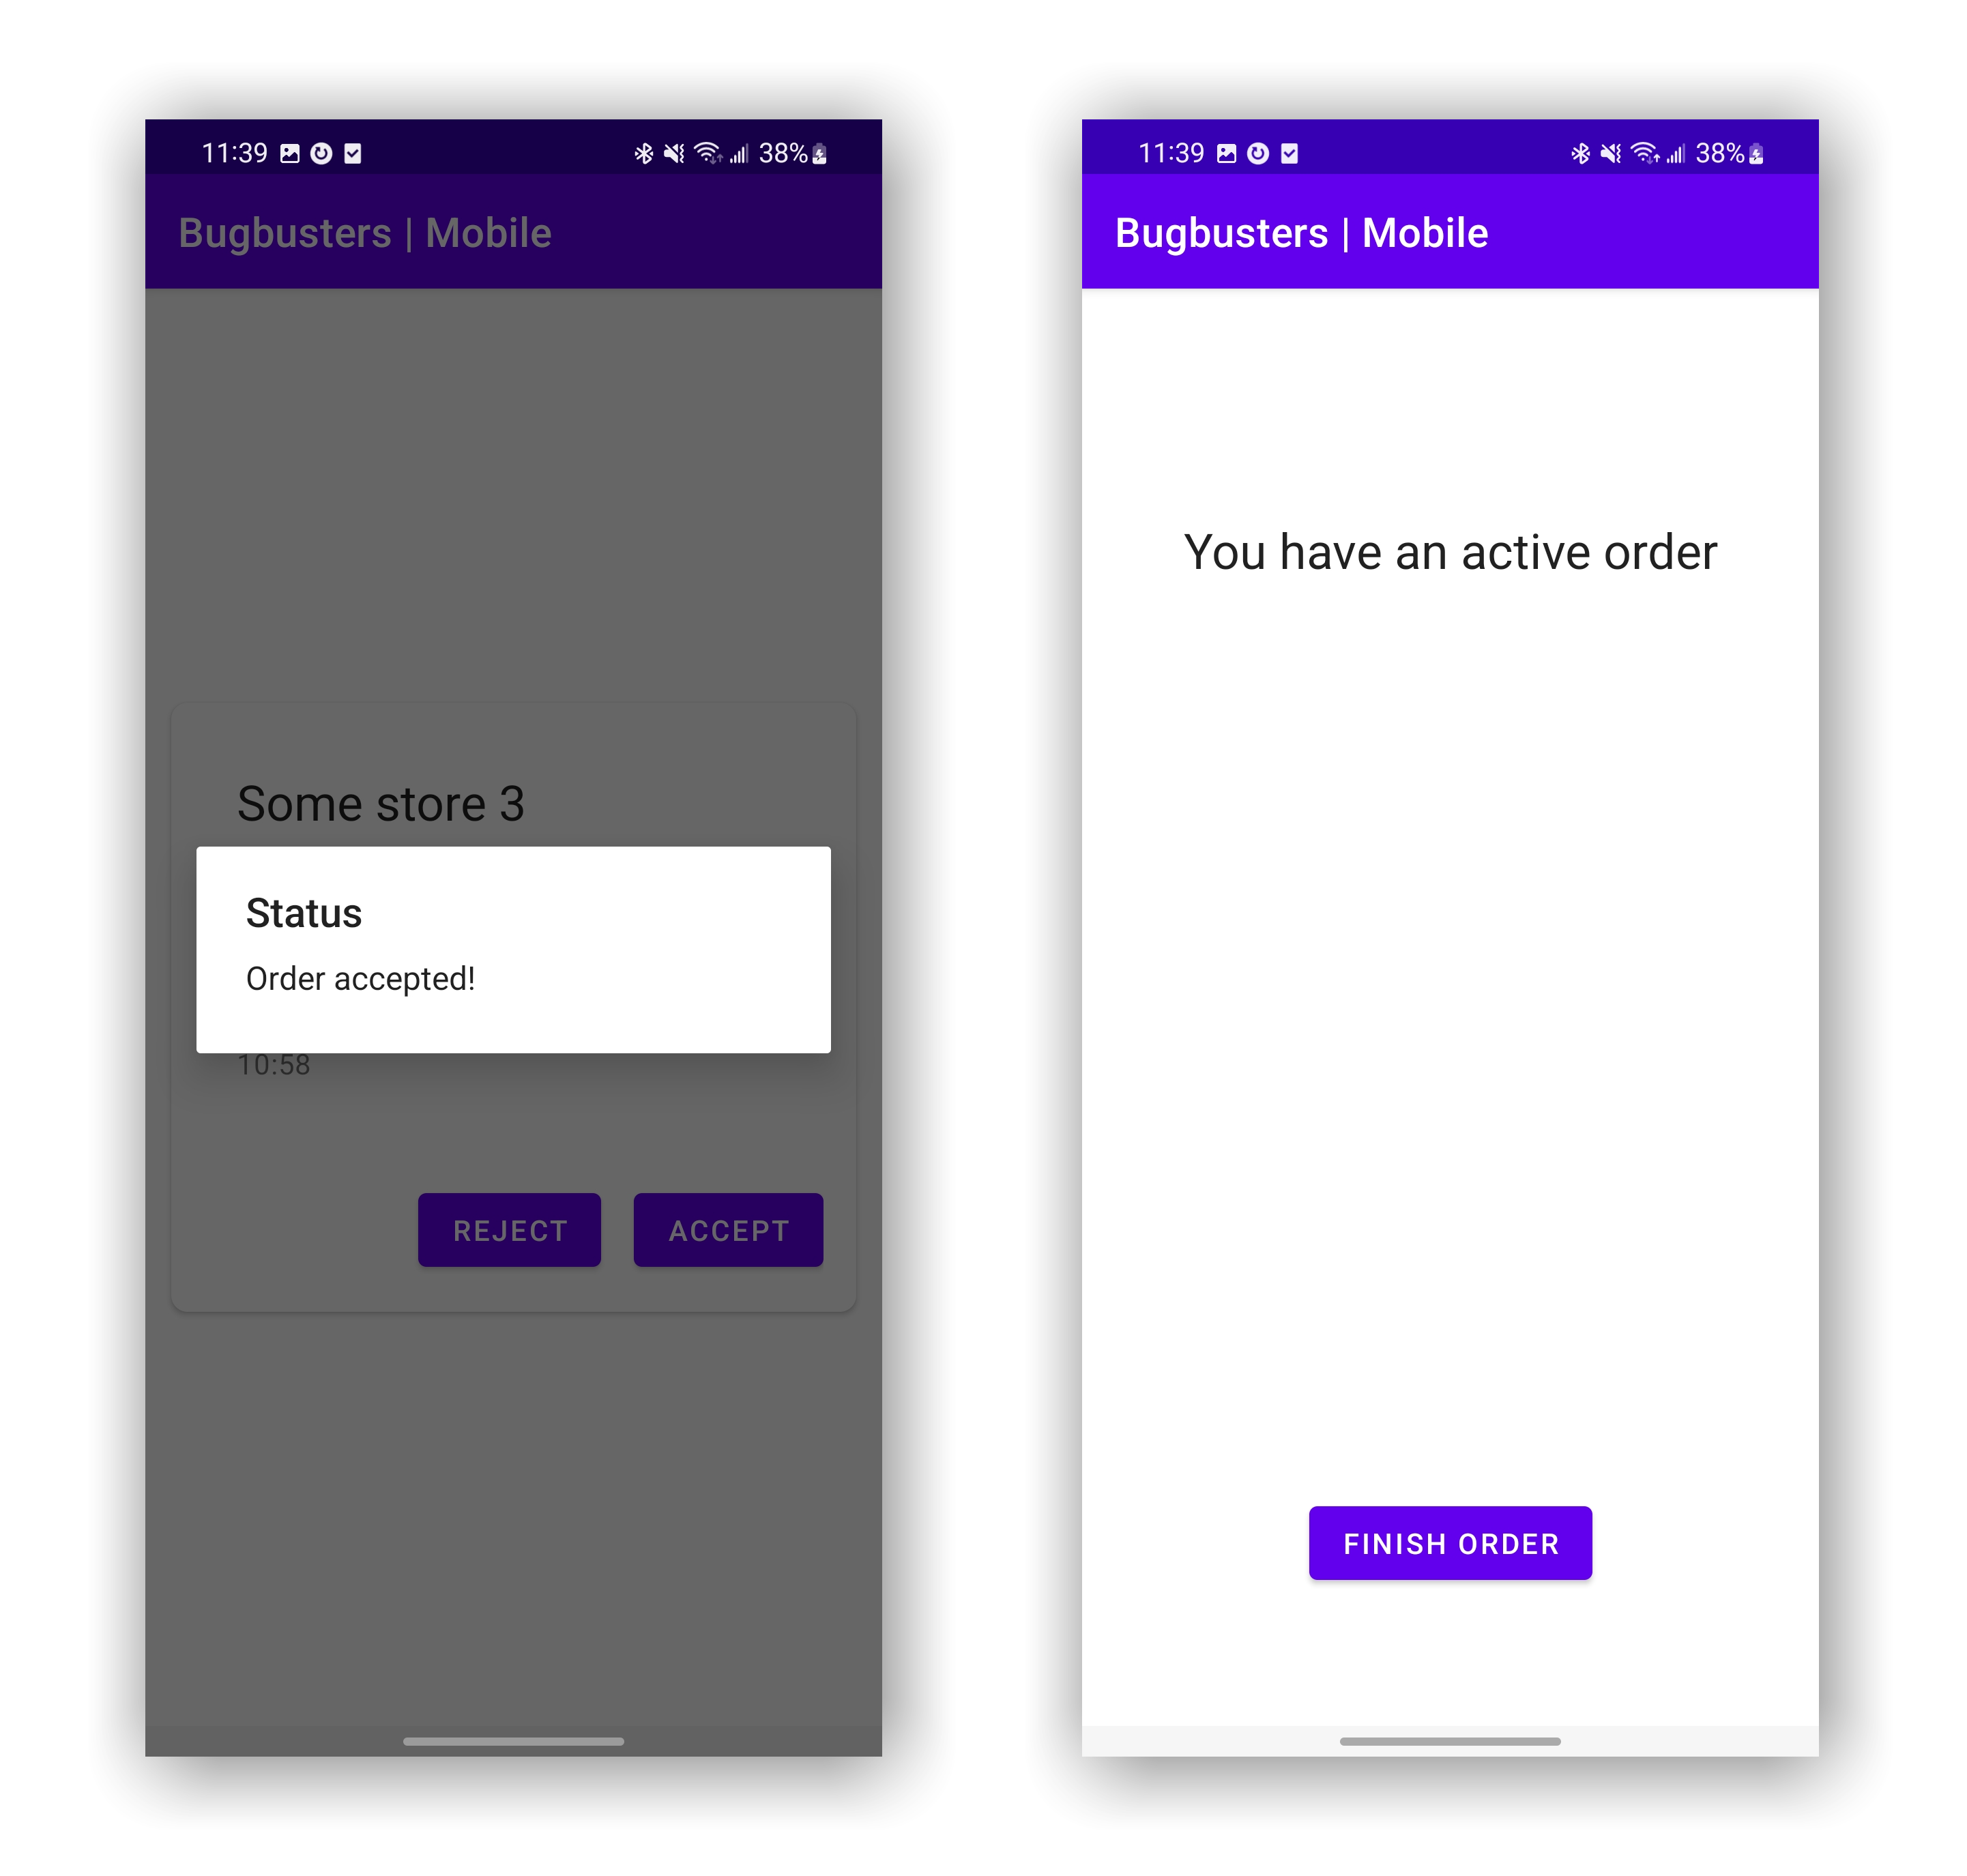 11:39
38%
Bugbusters | Mobile
Some store 3
Status
Order accepted!
10:58
REJECT
ACCEPT
11:39
38%
Bugbusters | Mobile
You have an active order
FINISH ORDER